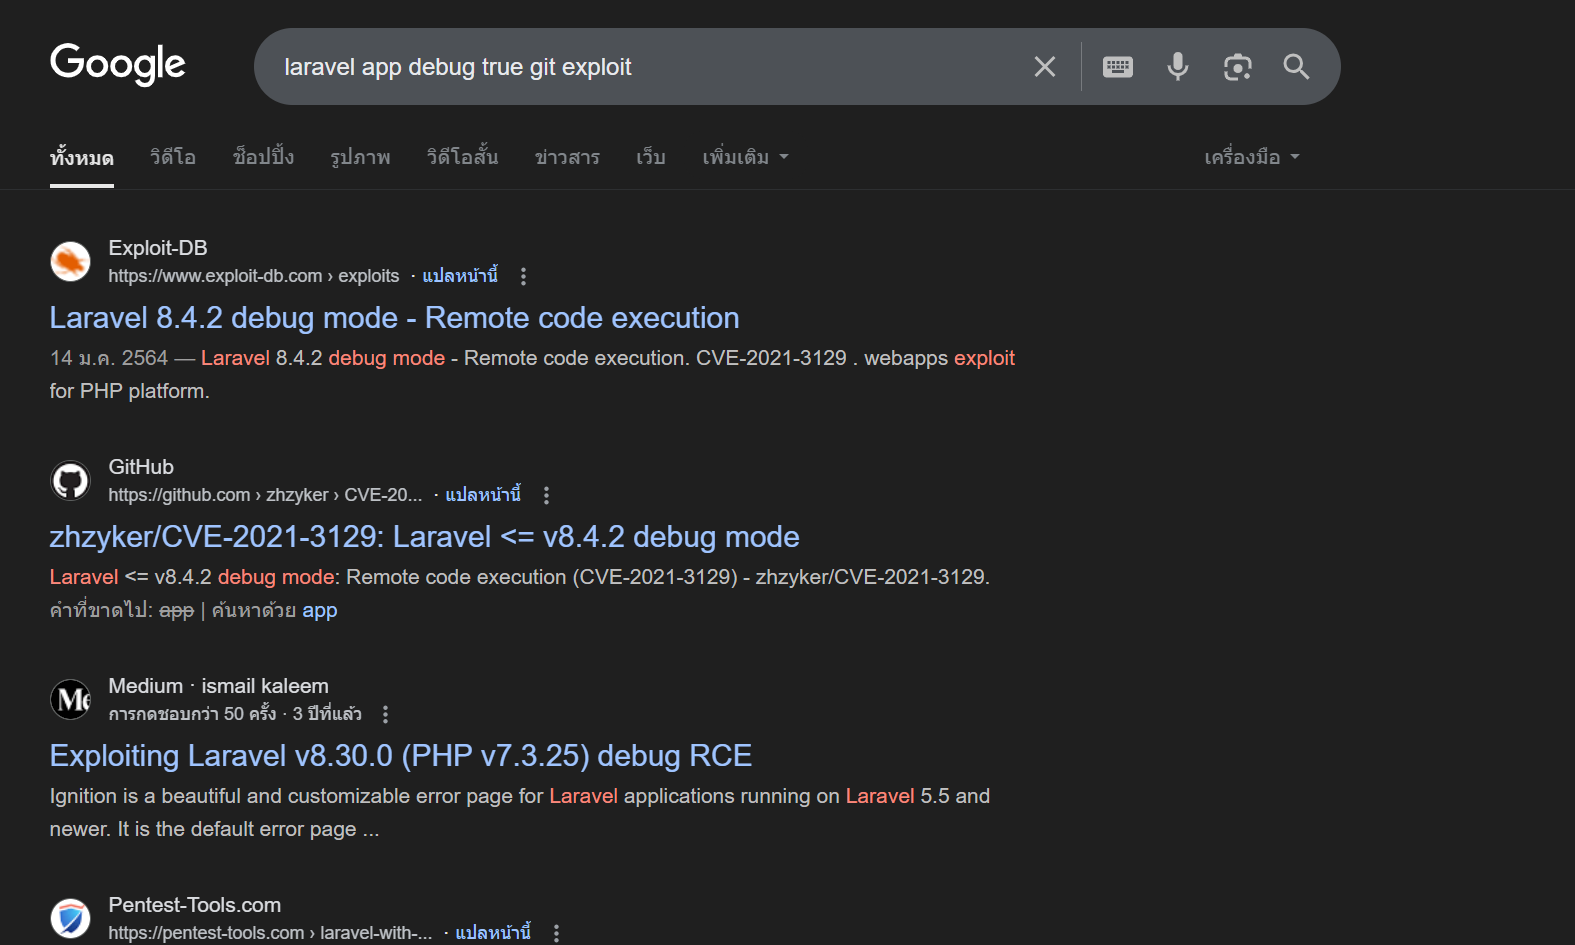 Google
laravel app debug true git exploit
ทั้งหมด วิดีโอ ช็อปปิ้ง รูปภาพ วิดีโอสั้น ข่าวสาร เว็บ เพิ่มเติม เครื่องมือ
Exploit-DB
https://www.exploit-db.com › exploits · แปลหน้านี้
Laravel 8.4.2 debug mode - Remote code execution
14 ม.ค. 2564 — Laravel 8.4.2 debug mode - Remote code execution. CVE-2021-3129 . webapps exploit
for PHP platform.
GitHub
https://github.com › zhzyker › CVE-20... · แปลหน้านี้
zhzyker/CVE-2021-3129: Laravel <= v8.4.2 debug mode
Laravel <= v8.4.2 debug mode: Remote code execution (CVE-2021-3129) - zhzyker/CVE-2021-3129.
คำที่ขาดไป: app | ค้นหาด้วย app
Me
Medium · ismail kaleem
การกดชอบกว่า 50 ครั้ง · 3 ปีที่แล้ว
Exploiting Laravel v8.30.0 (PHP v7.3.25) debug RCE
Ignition is a beautiful and customizable error page for Laravel applications running on Laravel 5.5 and
newer. It is the default error page ...
Pentest-Tools.com
https://pentest-tools.com › laravel-with-... · แปลหน้านี้